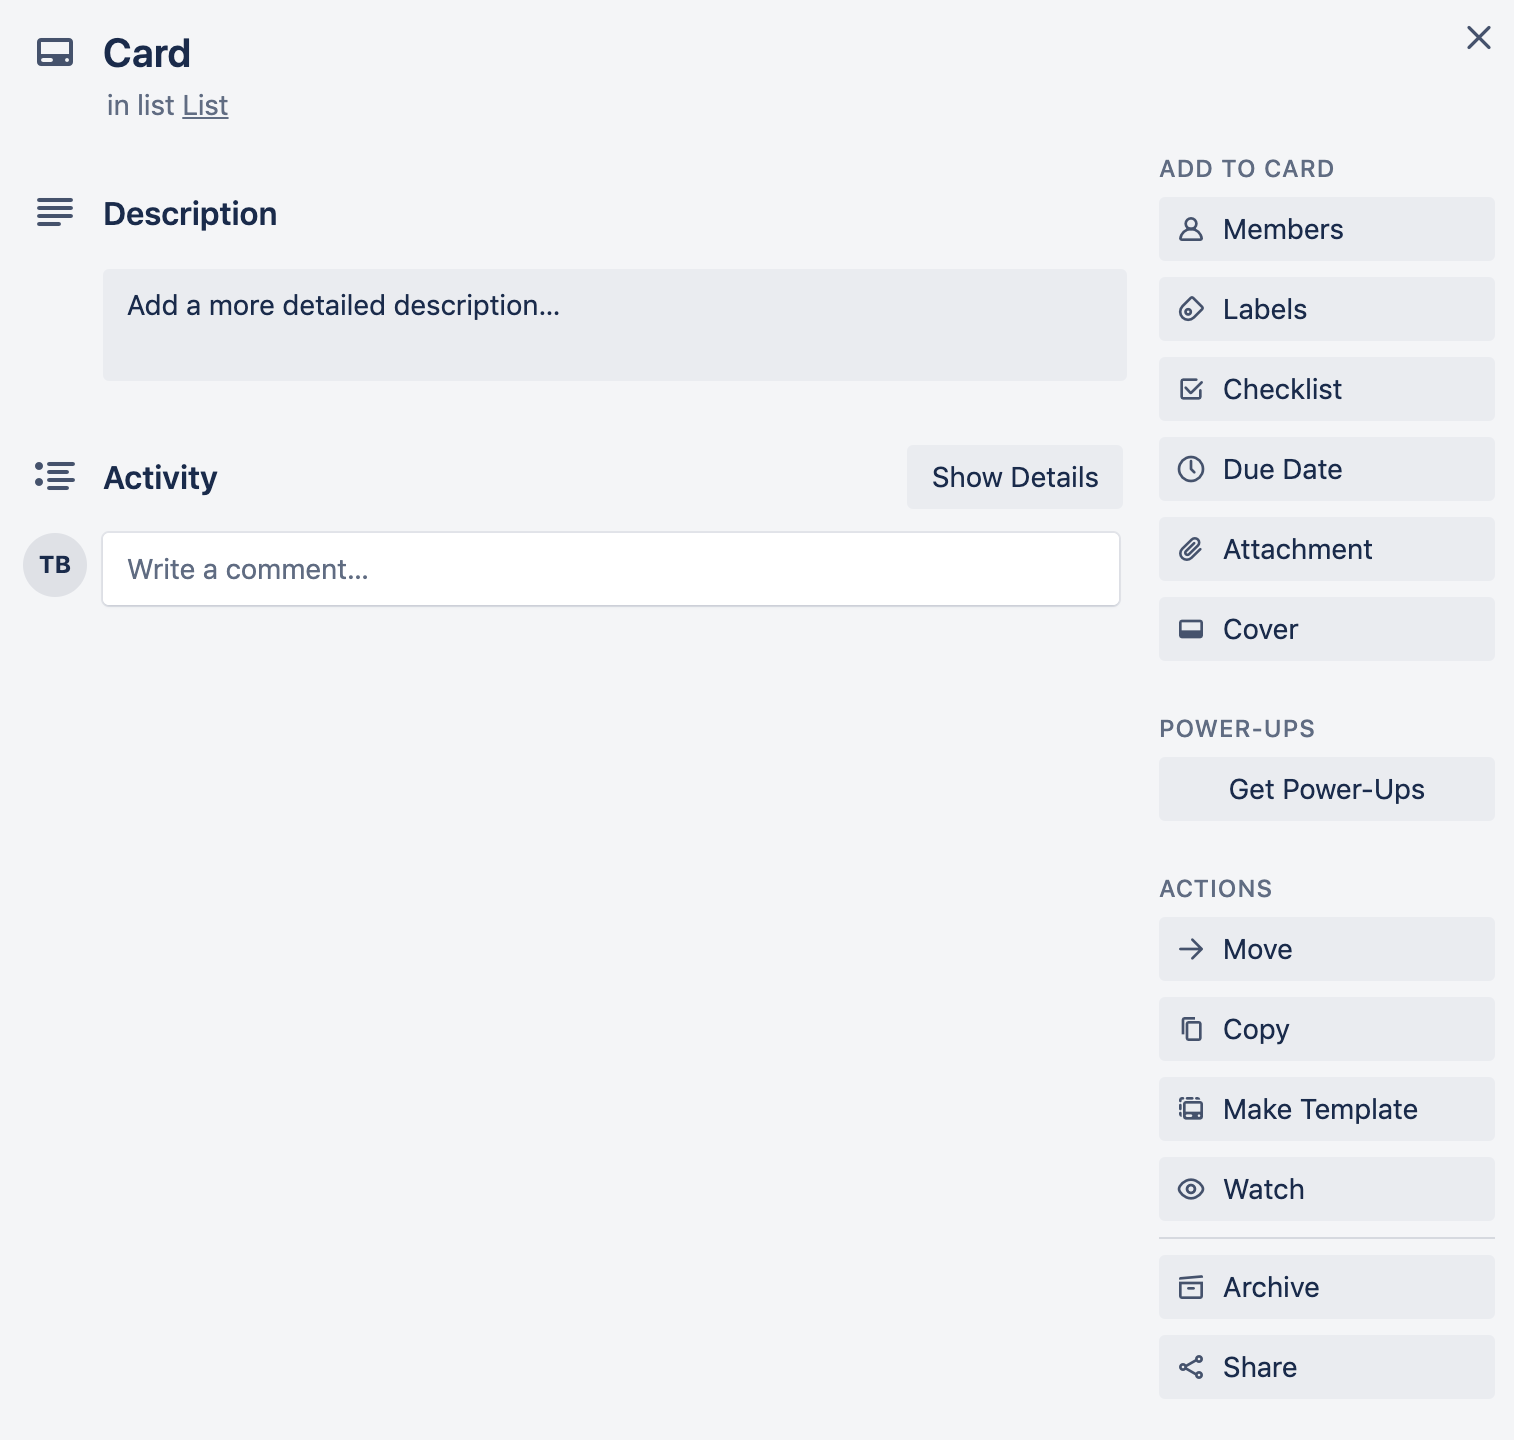 Card
in list List
Description
Add a more detailed description...
Activity
Show Details
TB
Write a comment...
ADD TO CARD
Members
Labels
Checklist
Due Date
Attachment
Cover
POWER-UPS
Get Power-Ups
ACTIONS
Move
Copy
Make Template
Watch
Archive
Share